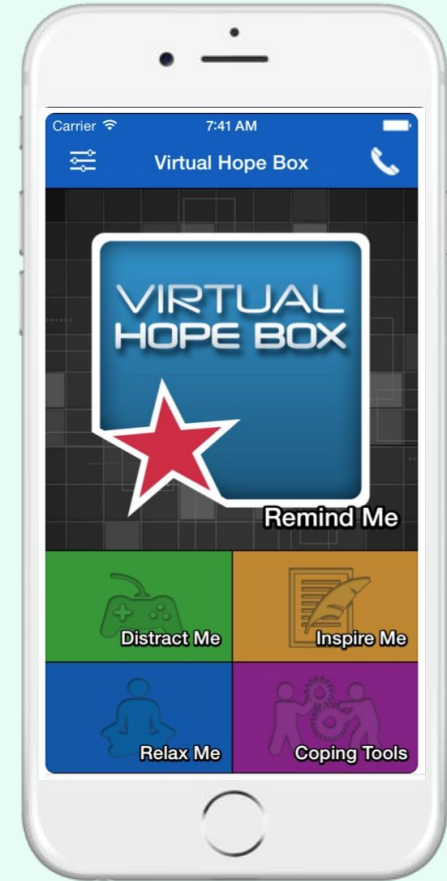 Carrier 7:41 AM
Virtual Hope Box
VIRTUAL
HOPE BOX
Remind Me
Distract Me
Inspire Me
Relax Me
Coping Tools